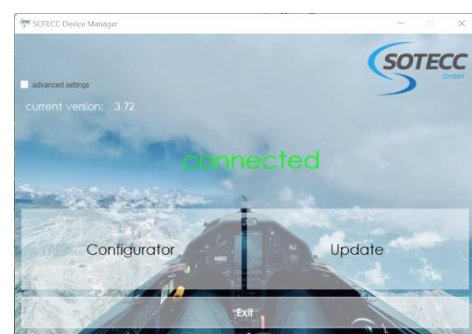 SOTECC Device Manager
SOTECC
GmbH
advanced settings
current version: 3.72
connected
Configurator
Update
Exit